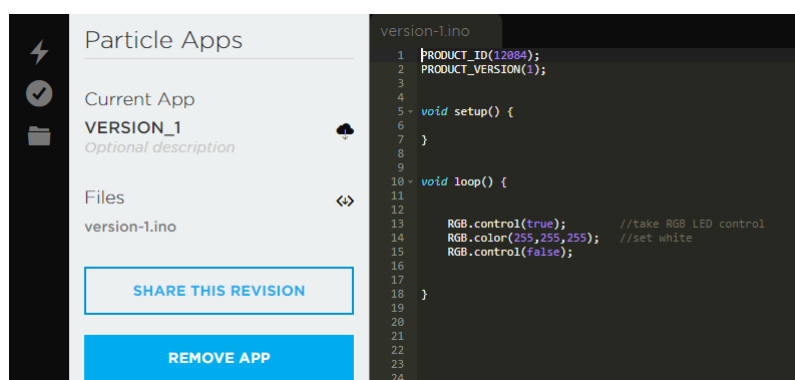 Particle Apps
Current App
VERSION_1
Optional description
Files
version-1.ino
SHARE THIS REVISION
REMOVE APP
version-1.ino
1 PRODUCT_ID(12084);
2 PRODUCT_VERSION(1);
3
4
5 void setup() {
6
7 }
8
9
10 void loop() {
11
12
13 RGB.control(true); //take RGB LED control
14 RGB.color(255,255,255); //set white
15 RGB.control(false);
16
17
18 }
19
20
21
22
23
24